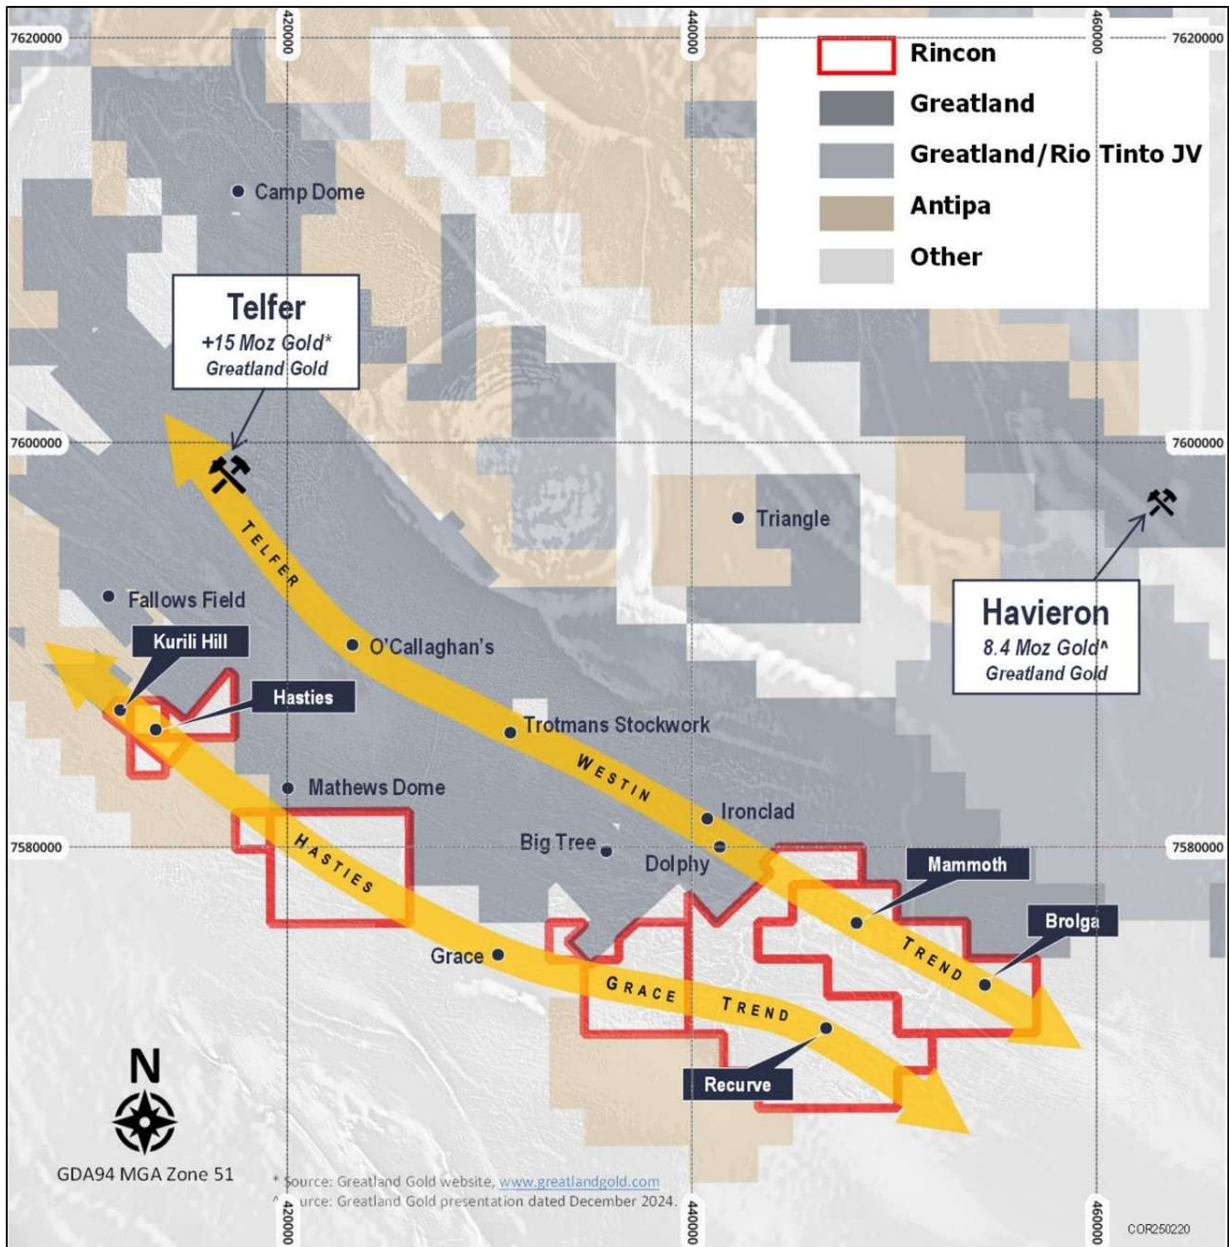 420000
440000
460000
7620000
7620000
Rincon
Greatland
Greatland/Rio Tinto JV
Antipa
Other
Camp Dome
Telfer
+15 Moz Gold*
Greatland Gold
7600000
7600000
Triangle
TELFER
Fallows Field
Havieron
8.4 Moz Gold^
Greatland Gold
Kurili Hill
O'Callaghan's
Hasties
Trotmans Stockwork
WESTIN
Mathews Dome
Ironclad
Big Tree
7580000
7580000
Dolphy
Mammoth
HASTIES
Brolga
TREND
Grace
GRACE TREND
Recurve
N
GDA94 MGA Zone 51
* Source: Greatland Gold website, www.greatlandgold.com
^ Source: Greatland Gold presentation dated December 2024.
420000
440000
460000
COR250220